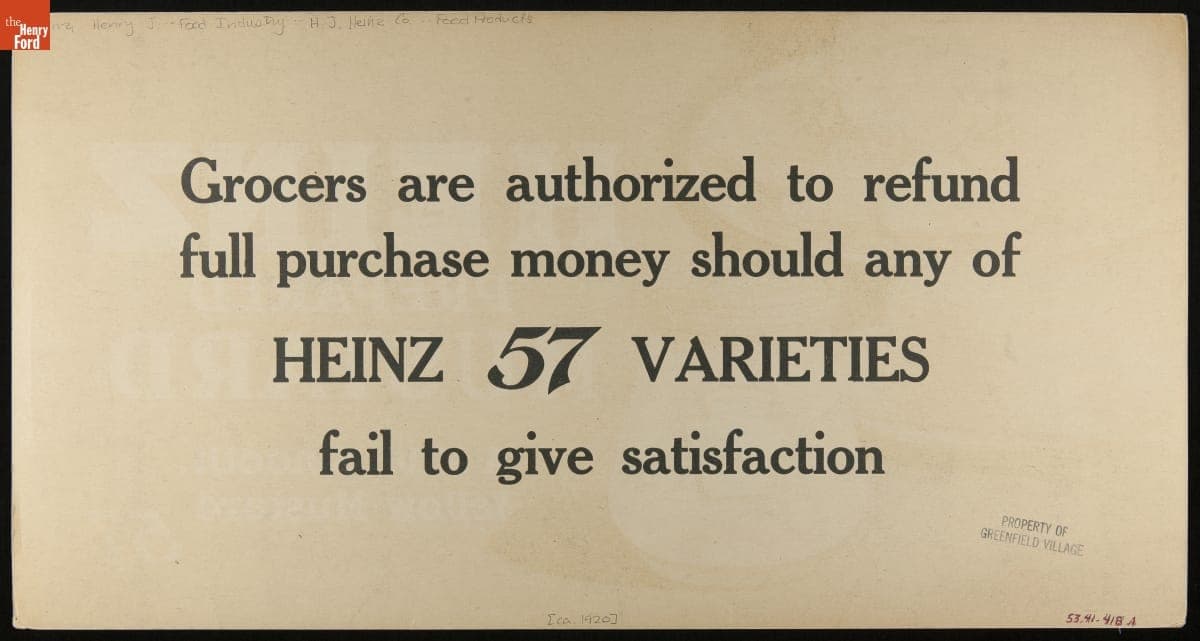 the
Henry
Ford
Henry J. - Food Industry - H. J. Heinz Co. - Food Products
Grocers are authorized to refund
full purchase money should any of
HEINZ 57 VARIETIES
fail to give satisfaction
PROPERTY OF
GREENFIELD VILLAGE
[ca. 1920]
53.41-418 A